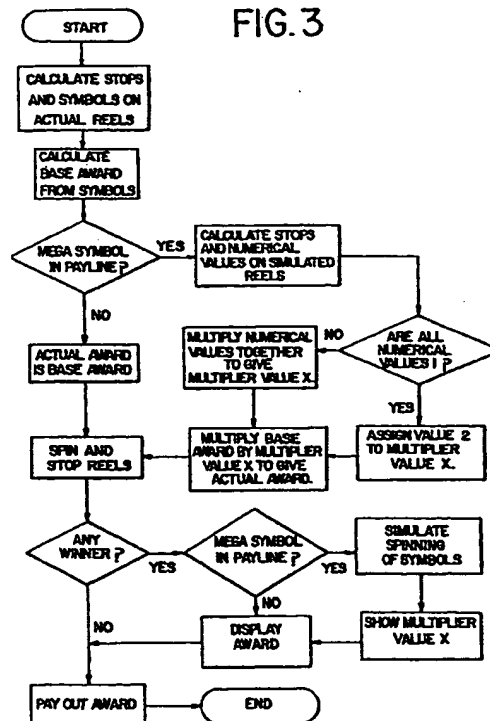 FIG. 3
START
CALCULATE STOPS
AND SYMBOLS ON
ACTUAL REELS
CALCULATE
BASE AWARD
FROM SYMBOLS
MEGA SYMBOL
IN PAYLINE?
YES
CALCULATE STOPS
AND NUMERICAL
VALUES ON SIMULATED
REELS
NO
ARE ALL
NUMERICAL
VALUES 1?
NO
MULTIPLY NUMERICAL
VALUES TOGETHER
TO GIVE
MULTIPLIER VALUE X.
ACTUAL AWARD
IS BASE AWARD
YES
ASSIGN VALUE 2
TO MULTIPLIER
VALUE X.
MULTIPLY BASE
AWARD BY MULTIPLIER
VALUE X TO GIVE
ACTUAL AWARD.
SPIN AND
STOP REELS
ANY
WINNER?
YES
MEGA SYMBOL
IN PAYLINE?
YES
SIMULATE
SPINNING
OF SYMBOLS
NO
NO
DISPLAY
AWARD
SHOW MULTIPLIER
VALUE X
PAY OUT AWARD
END